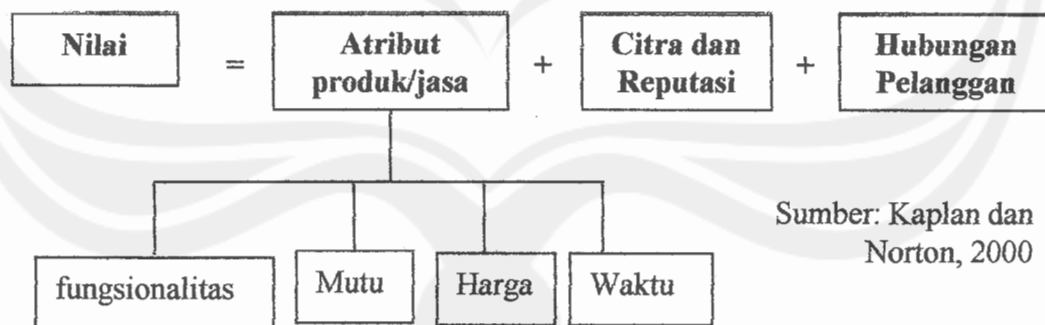 Nilai
=
Atribut
produk/jasa
+
Citra dan
Reputasi
+
Hubungan
Pelanggan
Sumber: Kaplan dan
Norton, 2000
fungsionalitas
Mutu
Harga
Waktu